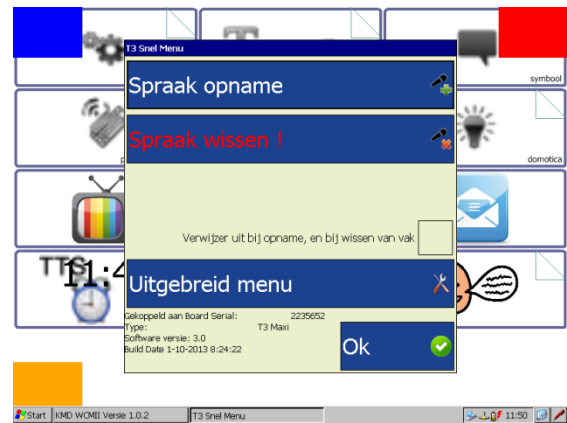 T3 Snel Menu
Spraak opname
symbool
Spraak wissen !
domotica
Verwijzer uit bij opname, en bij wissen van vak
TTS
Uitgebreid menu
Gekoppeld aan Board Serial: 2235652
Type: T3 Maxi
Software versie: 3.0
Build Date 1-10-2013 8:24:22
Ok
Start KMD WCMII Versie 1.0.2 T3 Snel Menu 11:50